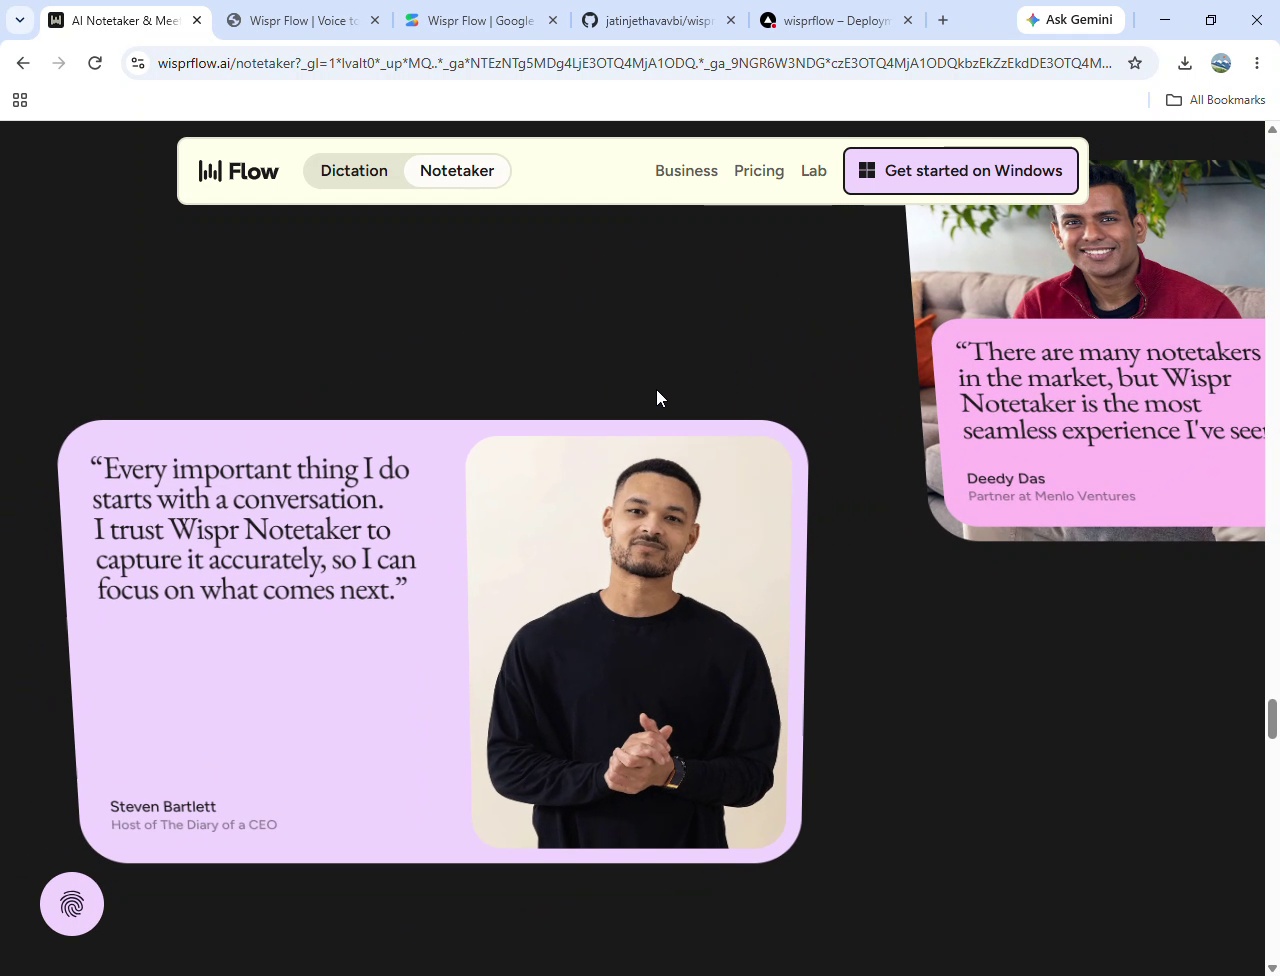 AI Notetaker & Mee
Wispr Flow | Voice to
Wispr Flow | Google
jatinjethavavbi/wispr
wisprflow – Deploym
Ask Gemini
wisprflow.ai/notetaker?_gl=1*lvalt0*_up*MQ..*_ga*NTEzNTg5MDg4LjE3OTQ4MjA1ODQ.*_ga_9NGR6W3NDG*czE3OTQ4MjA1ODQkbzEkZzEkdDE3OTQ4M...
All Bookmarks
Flow
Dictation
Notetaker
Business
Pricing
Lab
Get started on Windows
“There are many notetakers
in the market, but Wispr
Notetaker is the most
seamless experience I've see
Deedy Das
Partner at Menlo Ventures
“Every important thing I do
starts with a conversation.
I trust Wispr Notetaker to
capture it accurately, so I can
focus on what comes next.”
Steven Bartlett
Host of The Diary of a CEO